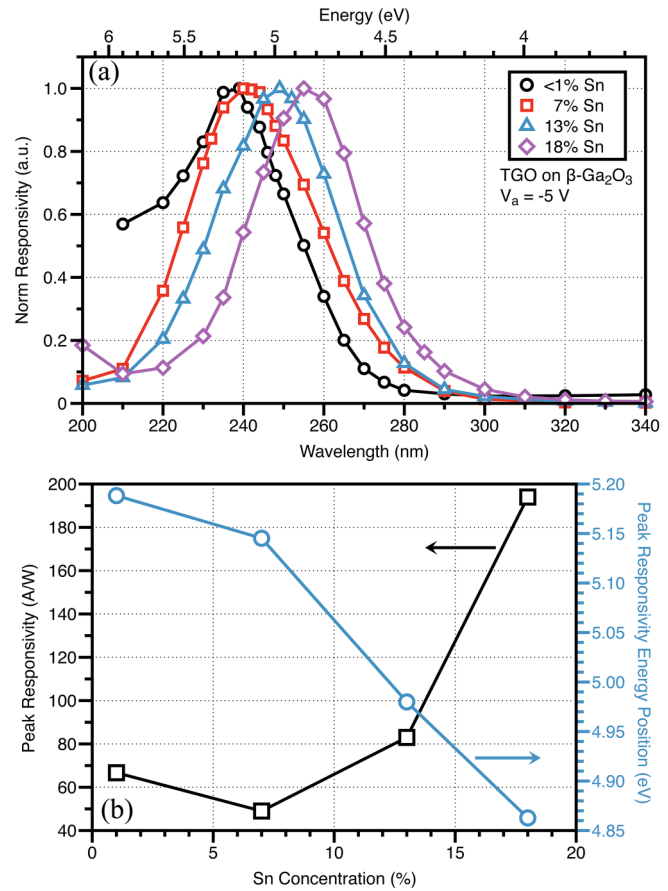 Energy (eV)
6 5.5 5 4.5 4
(a)
<1% Sn
7% Sn
13% Sn
18% Sn
TGO on β-Ga₂O₃
Vₐ = -5 V
Norm Responsivity (a.u.)
1.0
0.8
0.6
0.4
0.2
0
200 220 240 260 280 300 320 340
Wavelength (nm)
Peak Responsivity (A/W)
200
180
160
140
120
100
80
60
40
(b)
5.20
5.15
5.10
5.05
5.00
4.95
4.90
4.85
Peak Responsivity Energy Position
(eV)
0 5 10 15 20
Sn Concentration (%)